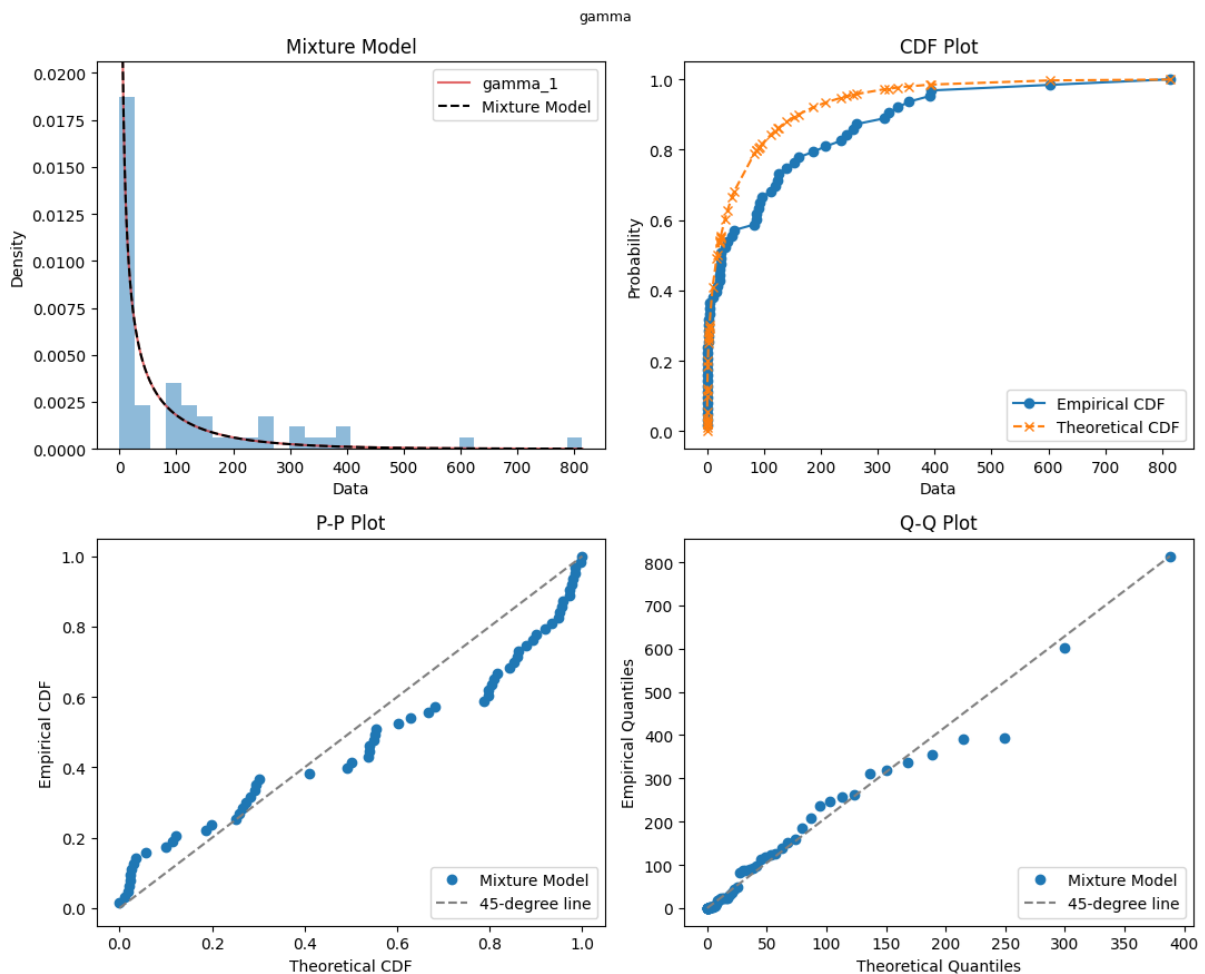 gamma
Mixture Model
0.0200
0.0175
0.0150
0.0125
0.0100
0.0075
0.0050
0.0025
0.0000
Density
gamma_1
Mixture Model
0 100 200 300 400 500 600 700 800
Data
CDF Plot
1.0
0.8
0.6
0.4
0.2
0.0
Probability
Empirical CDF
Theoretical CDF
0 100 200 300 400 500 600 700 800
Data
P-P Plot
1.0
0.8
0.6
0.4
0.2
0.0
Empirical CDF
Mixture Model
45-degree line
0.0 0.2 0.4 0.6 0.8 1.0
Theoretical CDF
Q-Q Plot
800
700
600
500
400
300
200
100
0
Empirical Quantiles
Mixture Model
45-degree line
0 50 100 150 200 250 300 350 400
Theoretical Quantiles